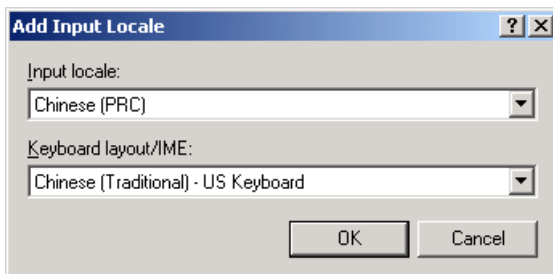 Add Input Locale
Input locale:
Chinese (PRC)
Keyboard layout/IME:
Chinese (Traditional) - US Keyboard
OK Cancel